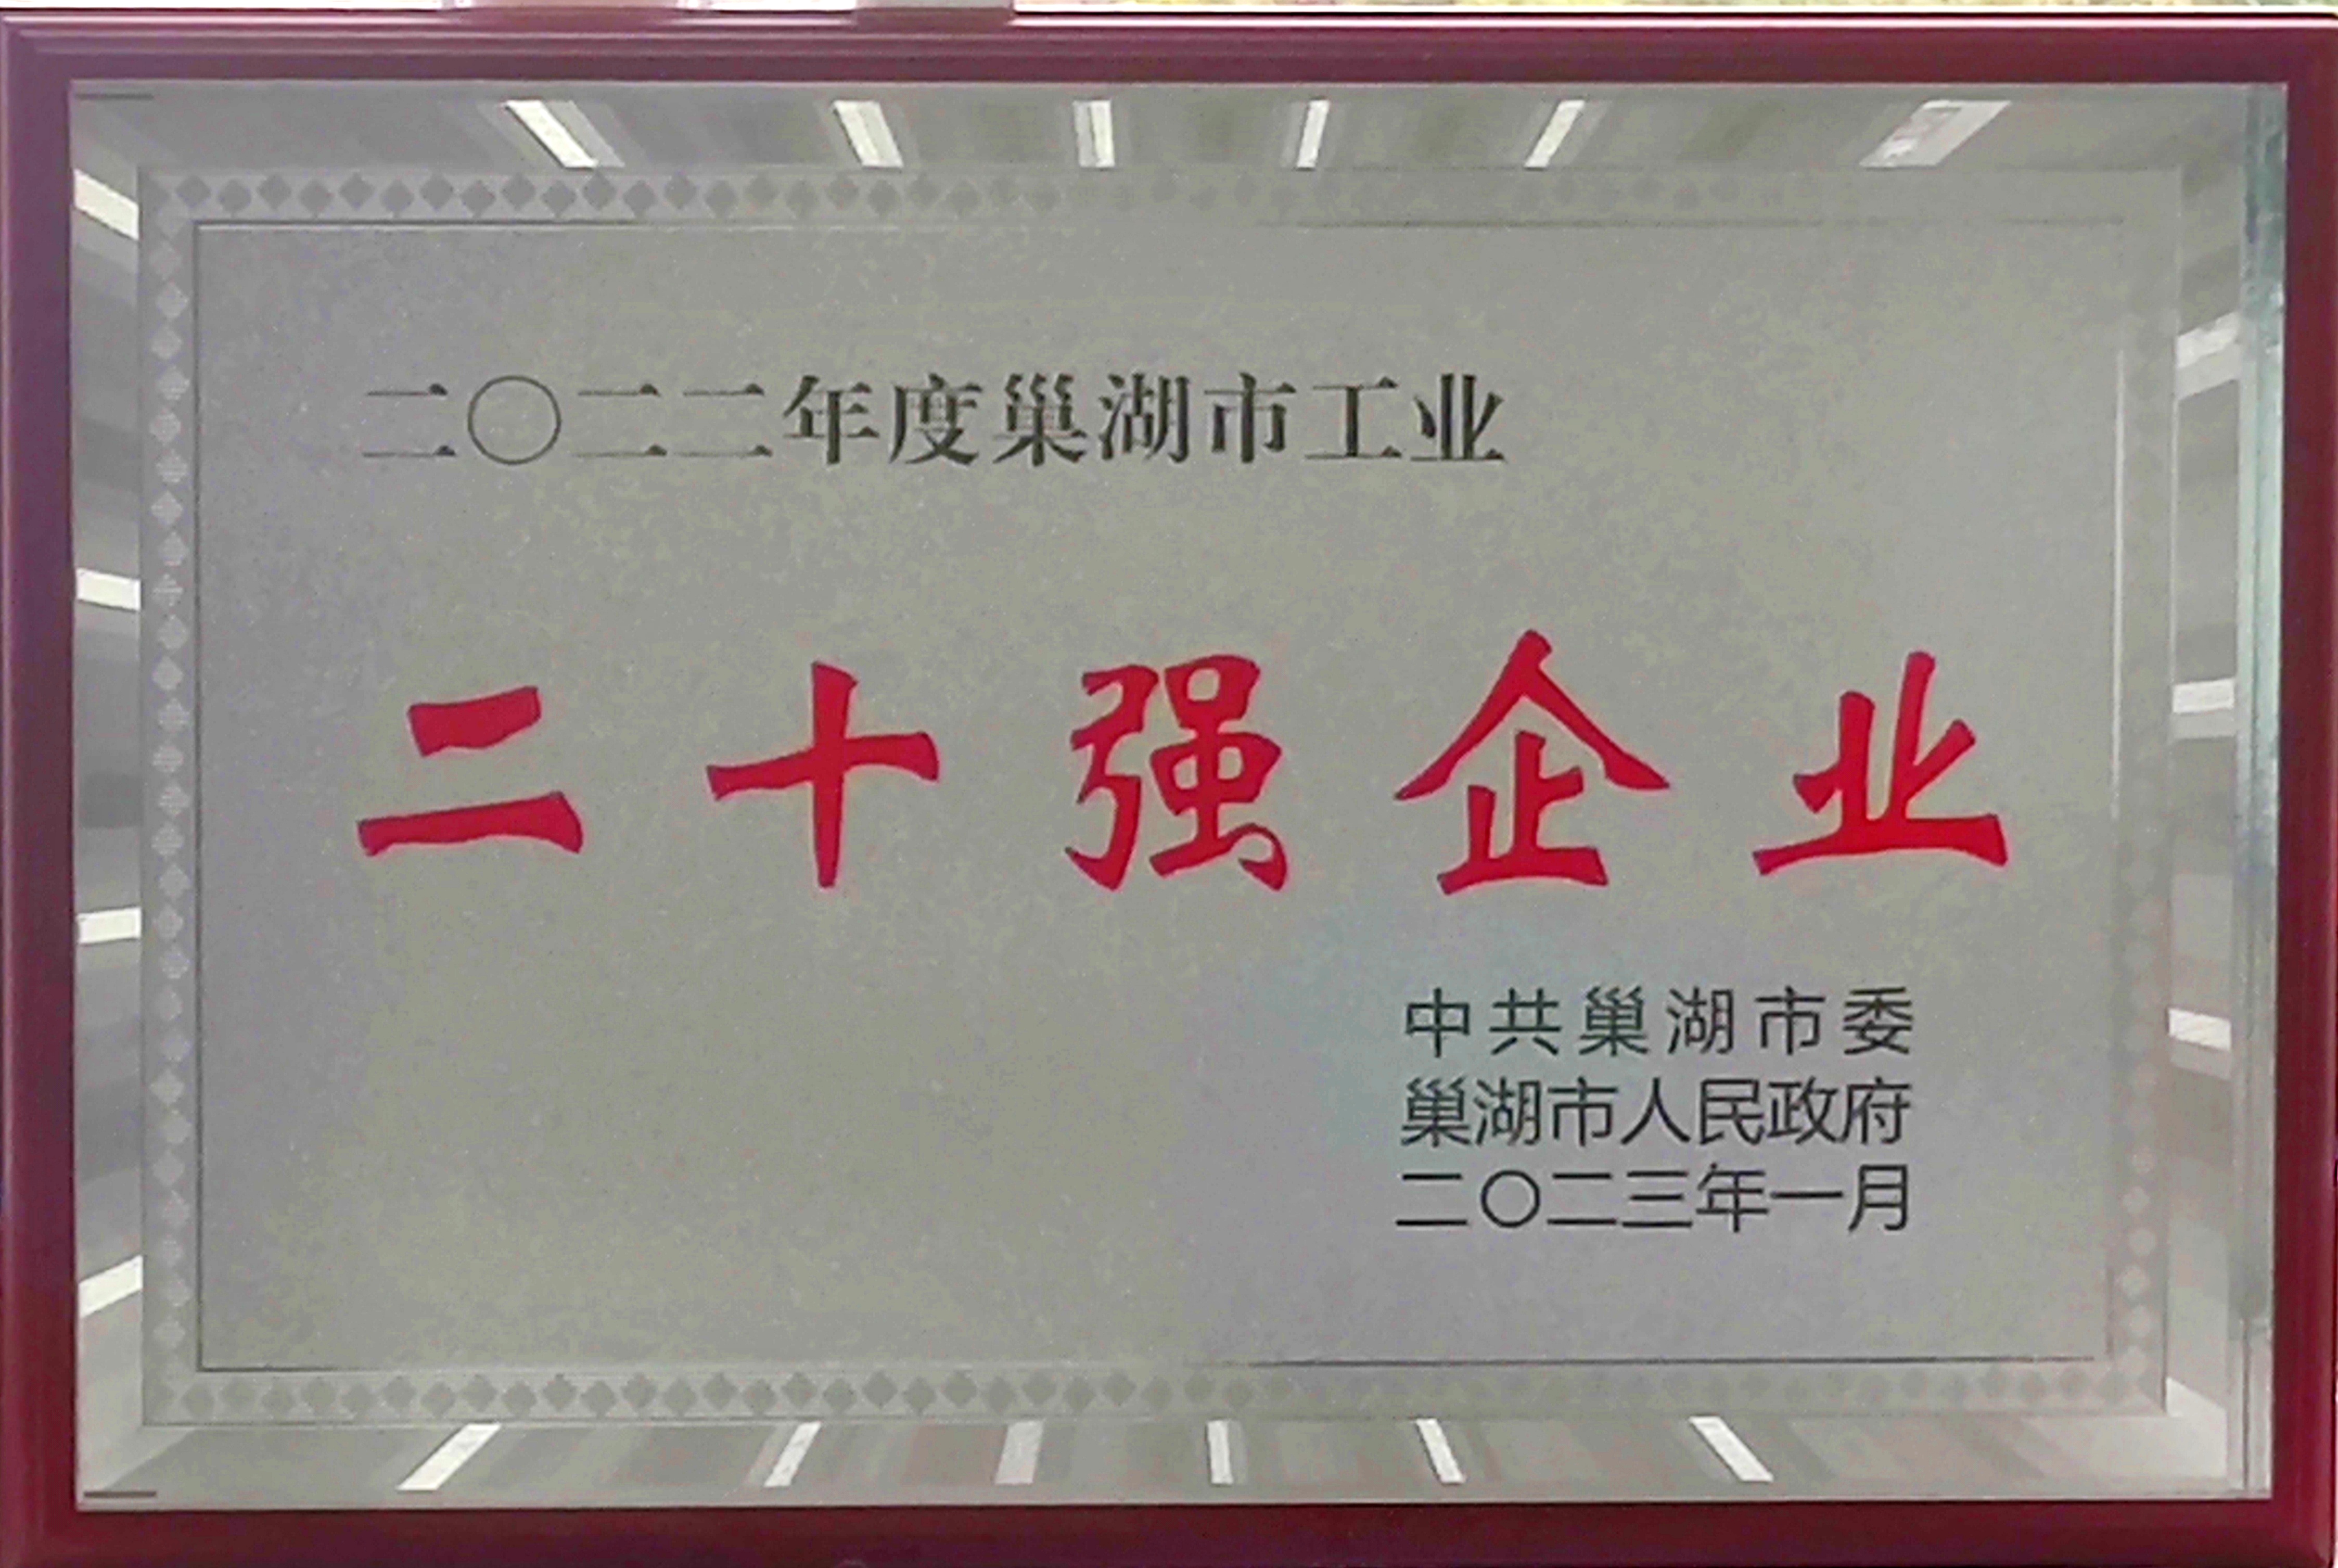 二〇二二年度巢湖市工业
二十强企业
中共巢湖市委
巢湖市人民政府
二〇二三年一月